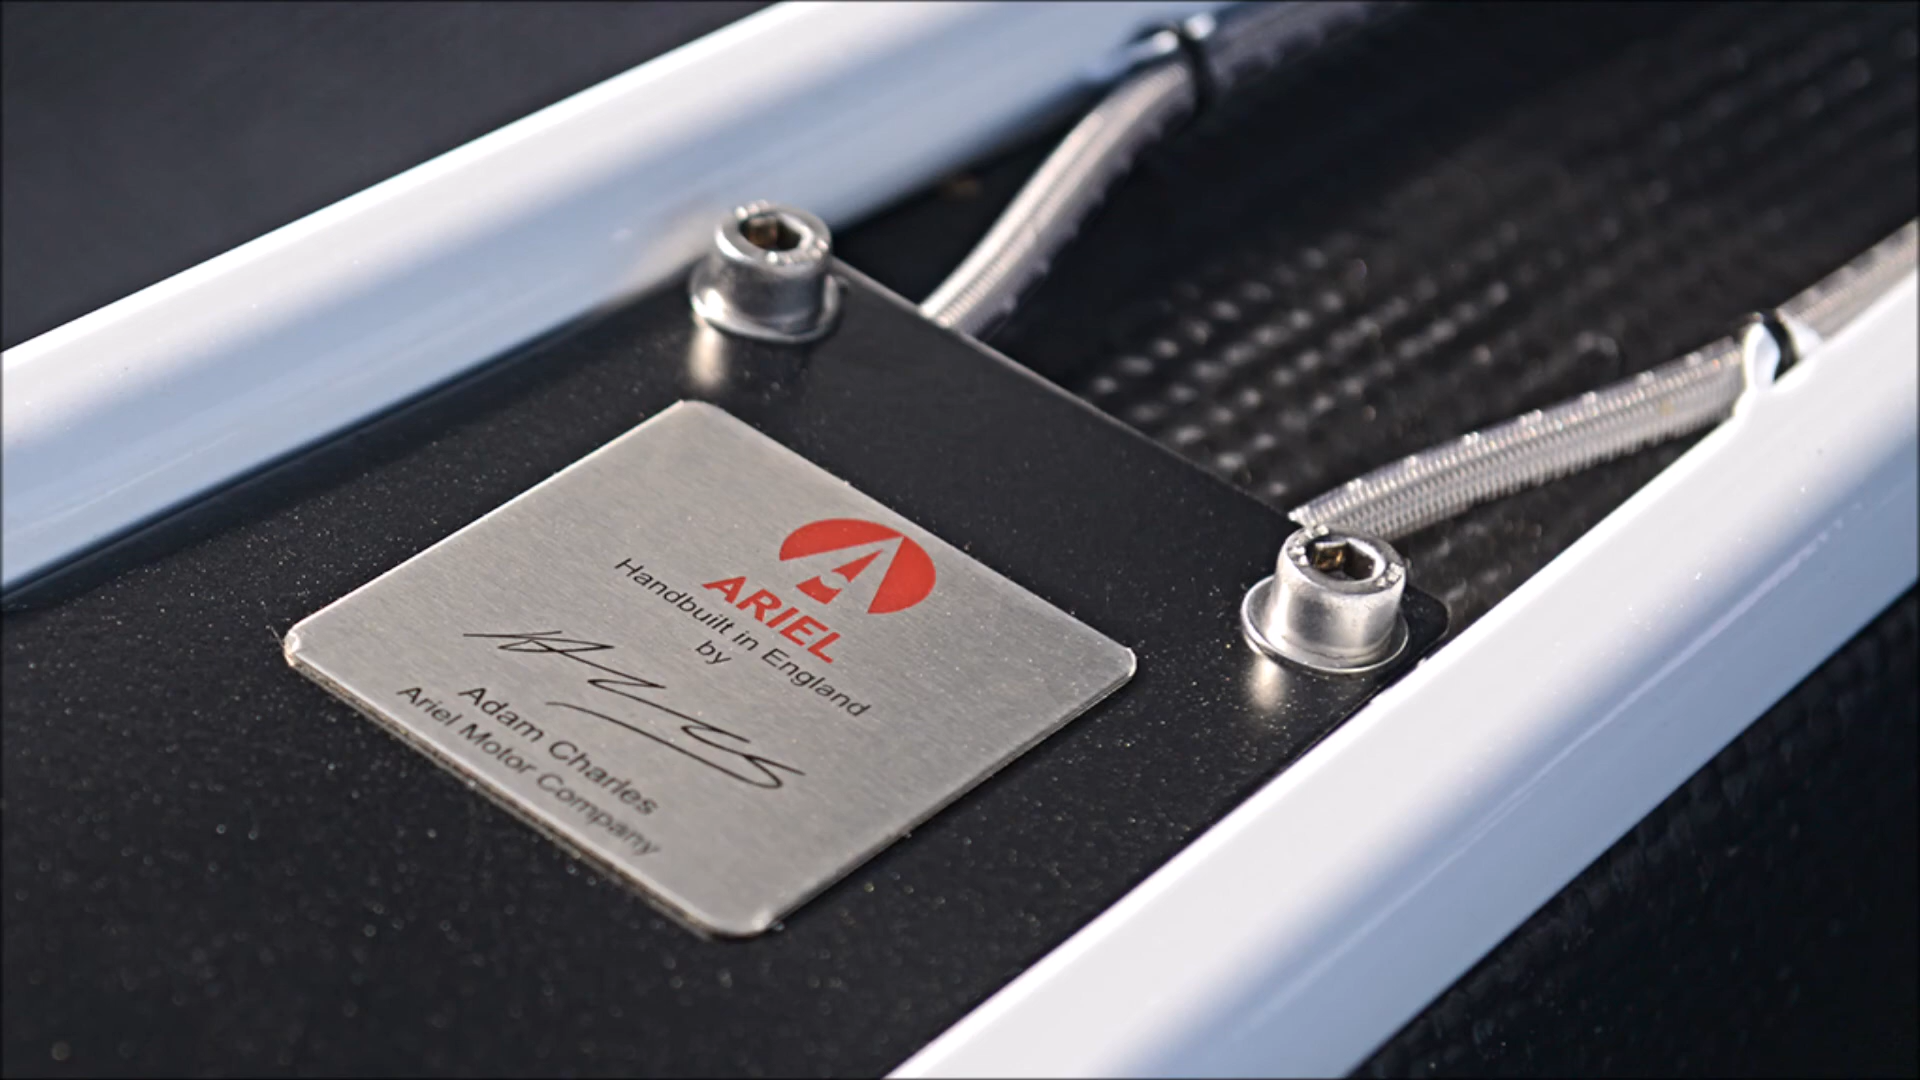 ARIEL
Handbuilt in England
by
Adam Charles
Ariel Motor Company